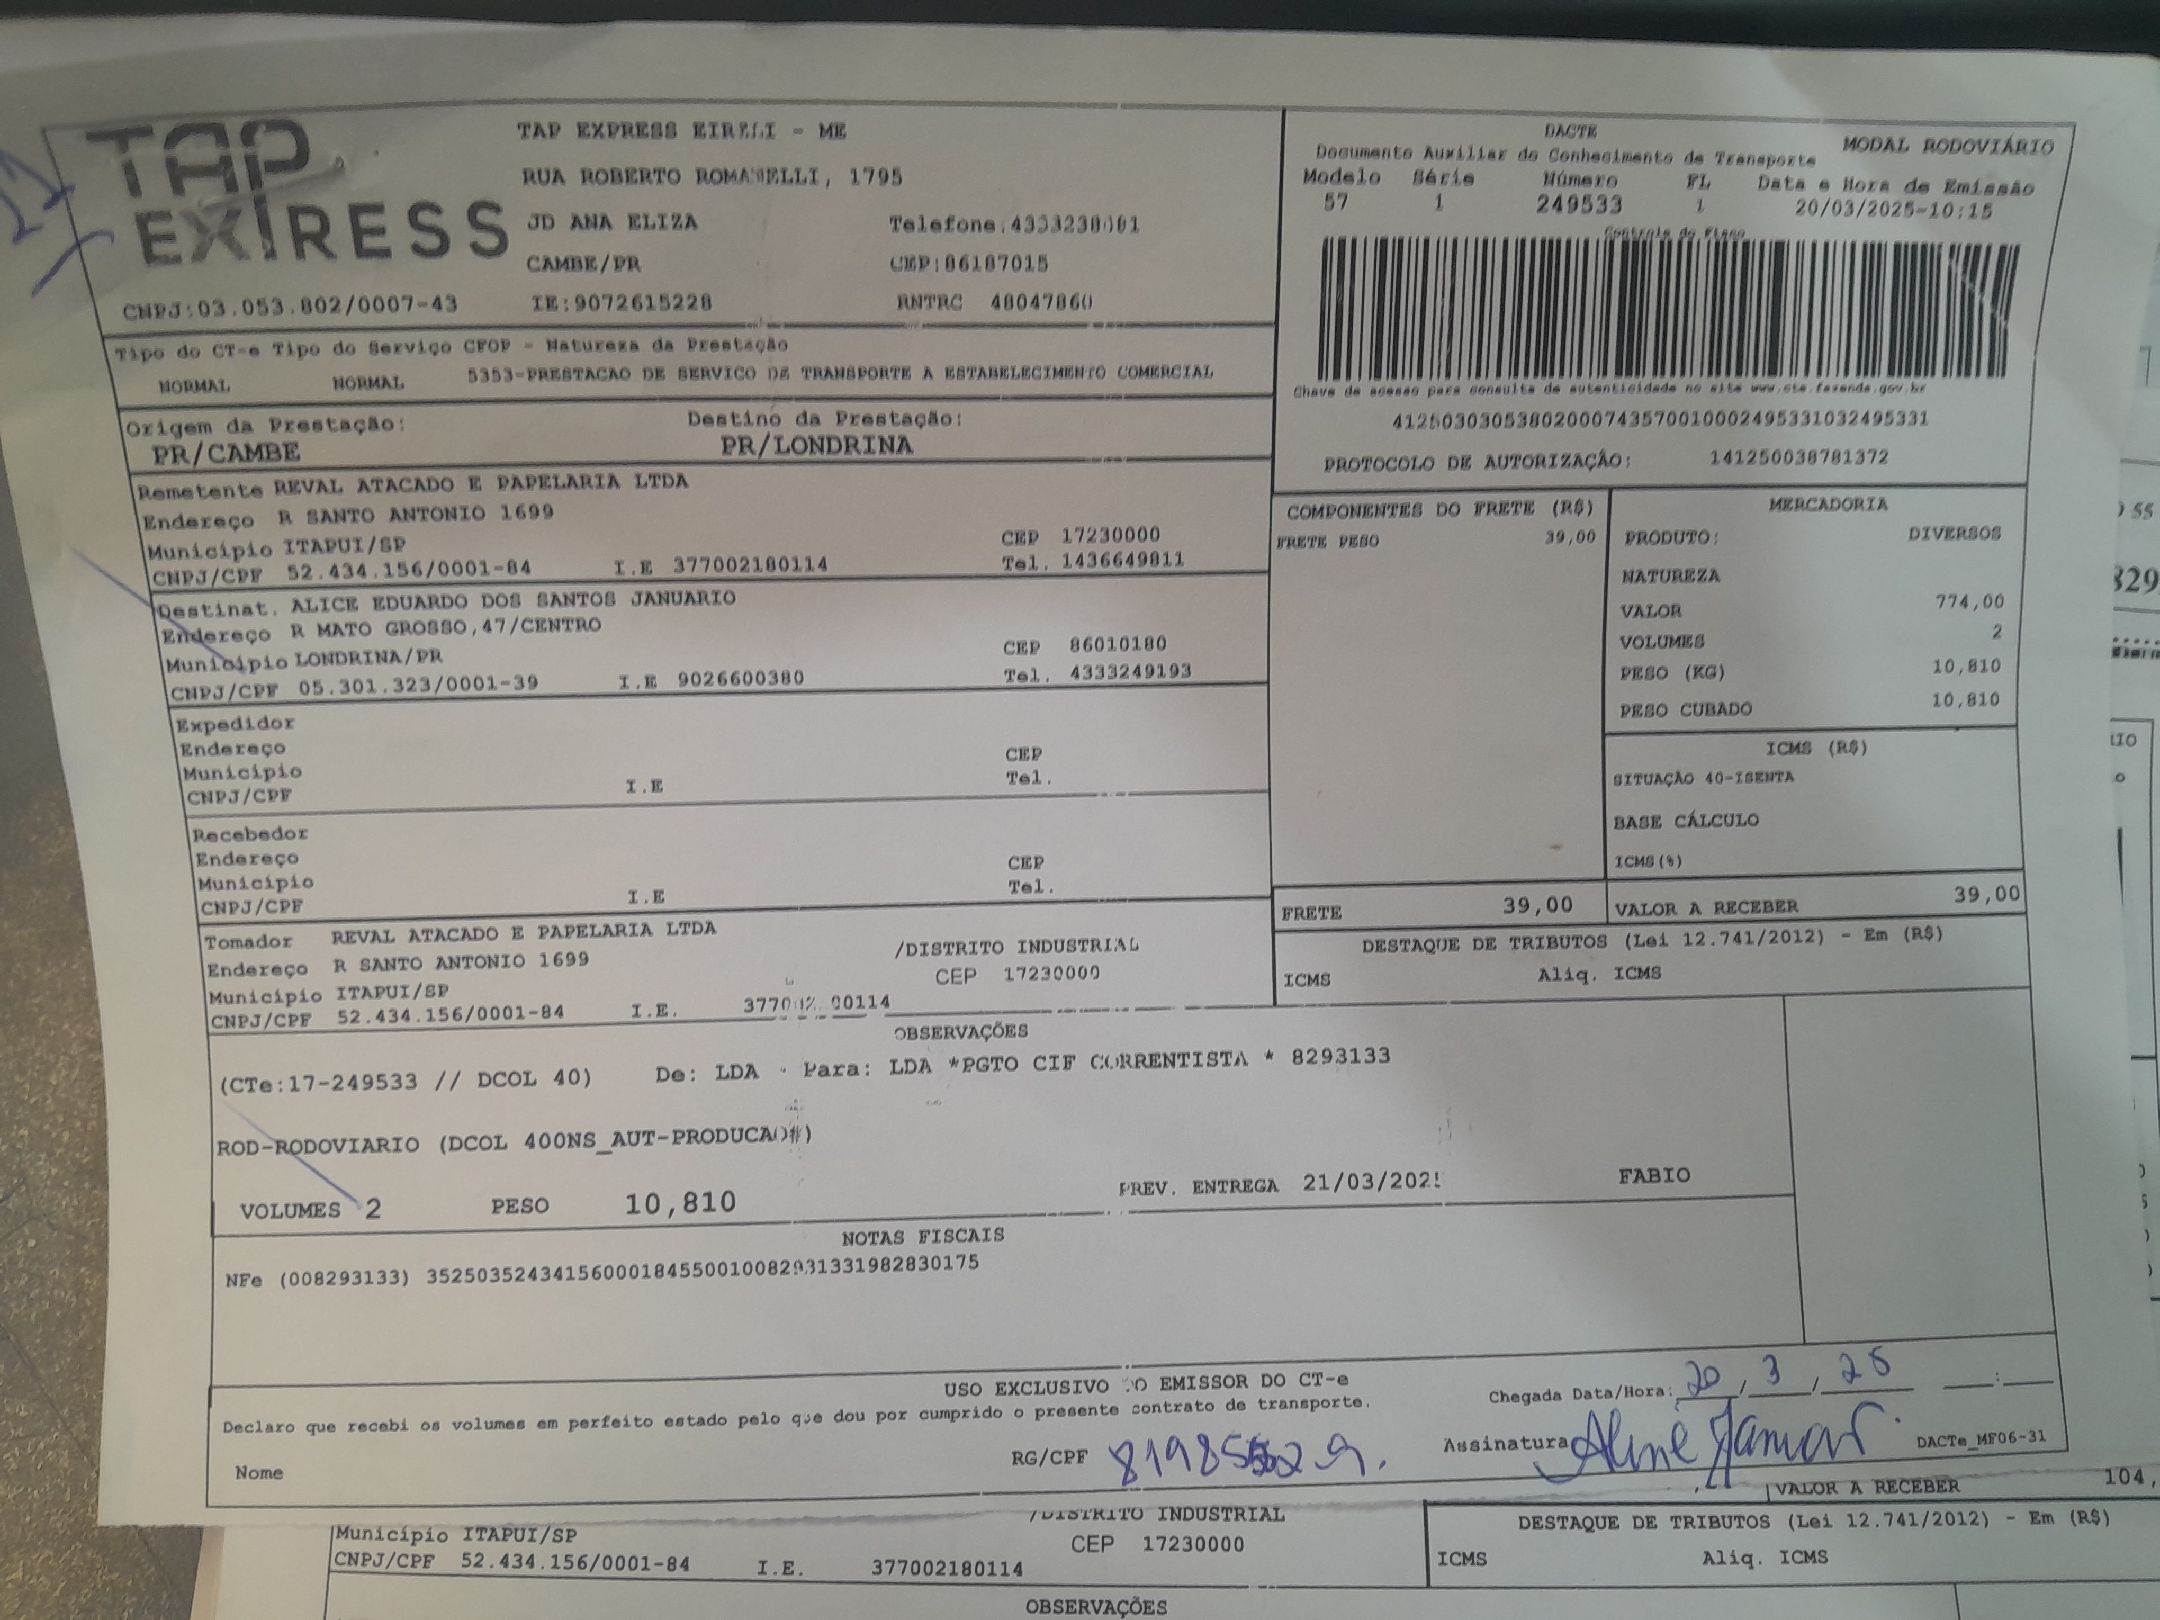 TAP EXPRESS
TAP EXPRESS EIRELI - ME
RUA ROBERTO ROMANELLI, 1795
JD ANA ELIZA
CAMBE/PR CEP:86187015
CNPJ:03.053.802/0007-43 IE:9072615228 RNTRC 48047860
DACTE
MODAL RODOVIÁRIO
Documento Auxiliar do Conhecimento de Transporte
Modelo Série Número FL Data e Hora de Emissão
57 1 249533 1 20/03/2025-10:15
Controle do Fisco
Chave de acesso para consulta de autenticidade no site www.cte.fazenda.gov.br
41250303053802000743570010002495331032495331
PROTOCOLO DE AUTORIZAÇÃO: 141250038781372
Tipo do CT-e Tipo do Serviço CFOP - Natureza da Prestação
NORMAL NORMAL 5353-PRESTACAO DE SERVICO DE TRANSPORTE A ESTABELECIMENTO COMERCIAL
Origem da Prestação: Destino da Prestação:
PR/CAMBE PR/LONDRINA
Remetente REVAL ATACADO E PAPELARIA LTDA
Endereço R SANTO ANTONIO 1699
Município ITAPUI/SP CEP 17230000
CNPJ/CPF 52.434.156/0001-84 I.E 377002180114 Tel. 1436649811
Destinat. ALICE EDUARDO DOS SANTOS JANUARIO
Endereço R MATO GROSSO,47/CENTRO
Município LONDRINA/PR CEP 86010180
CNPJ/CPF 05.301.323/0001-39 I.E 9026600380 Tel. 4333249193
Expedidor
Endereço
Município CEP
CNPJ/CPF I.E Tel.
Recebedor
Endereço
Município CEP
CNPJ/CPF I.E Tel.
Tomador REVAL ATACADO E PAPELARIA LTDA
Endereço R SANTO ANTONIO 1699 /DISTRITO INDUSTRIAL
Município ITAPUI/SP CEP 17230000
CNPJ/CPF 52.434.156/0001-84 I.E.
COMPONENTES DO FRETE (R$)
FRETE PESO 39,00
MERCADORIA
PRODUTO: DIVERSOS
NATUREZA
VALOR 774,00
VOLUMES 2
PESO (KG) 10,810
PESO CUBADO 10,810
ICMS (R$)
SITUAÇÃO 40-ISENTA
BASE CÁLCULO
ICMS(%)
FRETE 39,00 VALOR A RECEBER 39,00
DESTAQUE DE TRIBUTOS (Lei 12.741/2012) - Em (R$)
ICMS Aliq. ICMS
OBSERVAÇÕES
(CTe:17-249533 // DCOL 40) De: LDA - Para: LDA *PGTO CIF CORRENTISTA * 8293133
ROD-RODOVIARIO (DCOL 400NS_AUT-PRODUCAO#)
VOLUMES 2 PESO 10,810 PREV. ENTREGA 21/03/2025 FABIO
NOTAS FISCAIS
NFe (008293133) 35250352434156000184550010082931331982830175
USO EXCLUSIVO DO EMISSOR DO CT-e
Declaro que recebi os volumes em perfeito estado pelo que dou por cumprido o presente contrato de transporte.
Chegada Data/Hora: 20 / 3 / 25 :
Nome RG/CPF Assinatura Aline DACTe_MF06-31
VALOR A RECEBER 104,
/DISTRITO INDUSTRIAL
Município ITAPUI/SP CEP 17230000
CNPJ/CPF 52.434.156/0001-84 I.E. 377002180114
DESTAQUE DE TRIBUTOS (Lei 12.741/2012) - Em (R$)
ICMS Aliq. ICMS
OBSERVAÇÕES